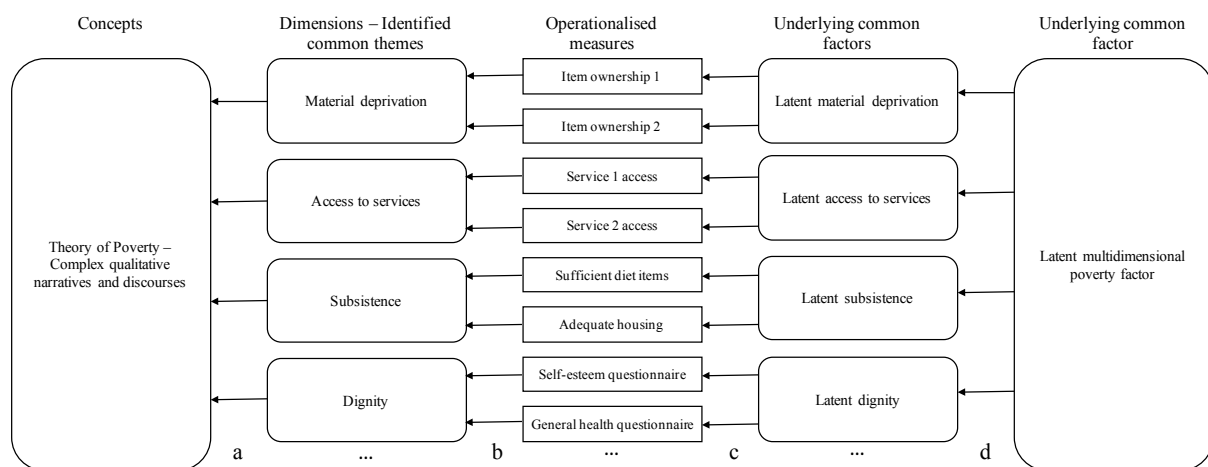 Concepts
Dimensions – Identified
common themes
Operationalised
measures
Underlying common
factors
Underlying common
factor
Theory of Poverty –
Complex qualitative
narratives and discourses
Material deprivation
Access to services
Subsistence
Dignity
...
Item ownership 1
Item ownership 2
Service 1 access
Service 2 access
Sufficient diet items
Adequate housing
Self-esteem questionnaire
General health questionnaire
...
Latent material deprivation
Latent access to services
Latent subsistence
Latent dignity
...
Latent multidimensional
poverty factor
a
b
c
d